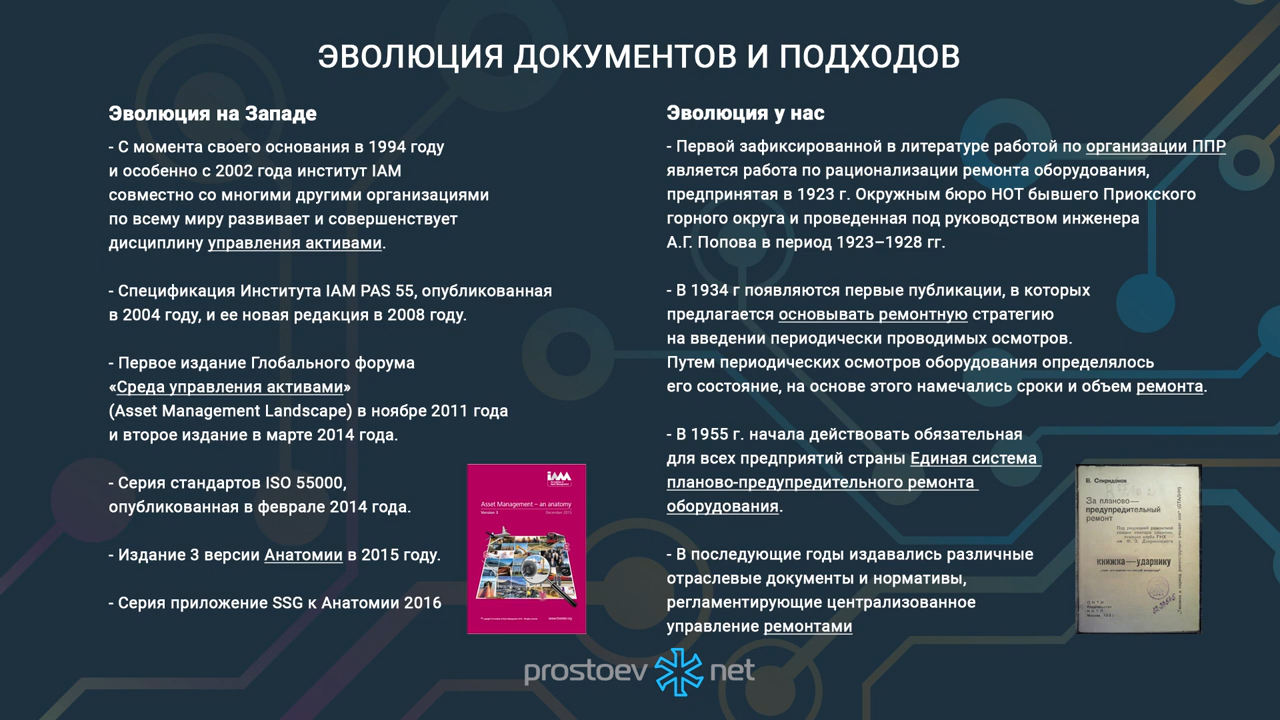 ЭВОЛЮЦИЯ ДОКУМЕНТОВ И ПОДХОДОВ
Эволюция на Западе
- С момента своего основания в 1994 году
и особенно с 2002 года институт IAM
совместно со многими другими организациями
по всему миру развивает и совершенствует
дисциплину управления активами.
- Спецификация Института IAM PAS 55, опубликованная
в 2004 году, и ее новая редакция в 2008 году.
- Первое издание Глобального форума
«Среда управления активами»
(Asset Management Landscape) в ноябре 2011 года
и второе издание в марте 2014 года.
- Серия стандартов ISO 55000,
опубликованная в феврале 2014 года.
- Издание 3 версии Анатомии в 2015 году.
- Серия приложение SSG к Анатомии 2016
iam
Asset Management – an anatomy
Version 3
December 2015
Эволюция у нас
- Первой зафиксированной в литературе работой по организации ППР
является работа по рационализации ремонта оборудования,
предпринятая в 1923 г. Окружным бюро НОТ бывшего Приокского
горного округа и проведенная под руководством инженера
А.Г. Попова в период 1923–1928 гг.
- В 1934 г появляются первые публикации, в которых
предлагается основывать ремонтную стратегию
на введении периодически проводимых осмотров.
Путем периодических осмотров оборудования определялось
его состояние, на основе этого намечались сроки и объем ремонта.
- В 1955 г. начала действовать обязательная
для всех предприятий страны Единая система
планово-предупредительного ремонта
оборудования.
- В последующие годы издавались различные
отраслевые документы и нормативы,
регламентирующие централизованное
управление ремонтами
В. Спиридонов
За планово—
предупредительный
ремонт
книжка—ударнику
prostoev net